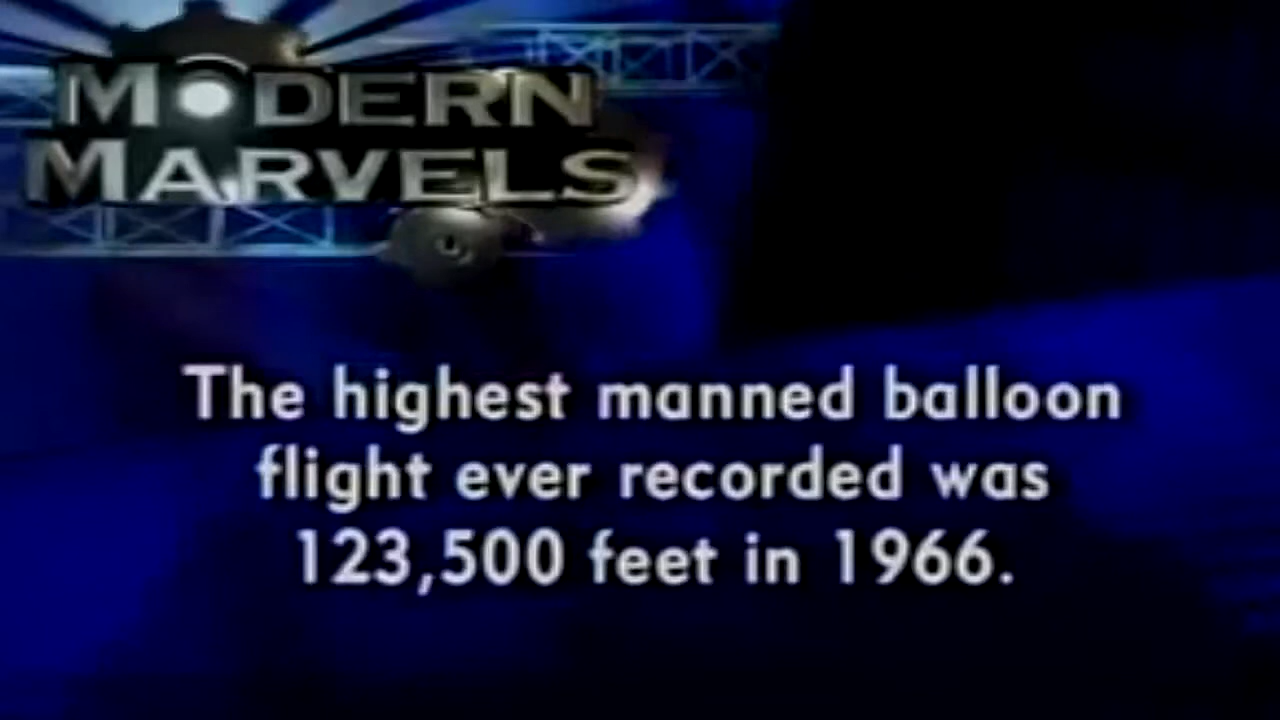 MODERN
MARVELS
The highest manned balloon
flight ever recorded was
123,500 feet in 1966.